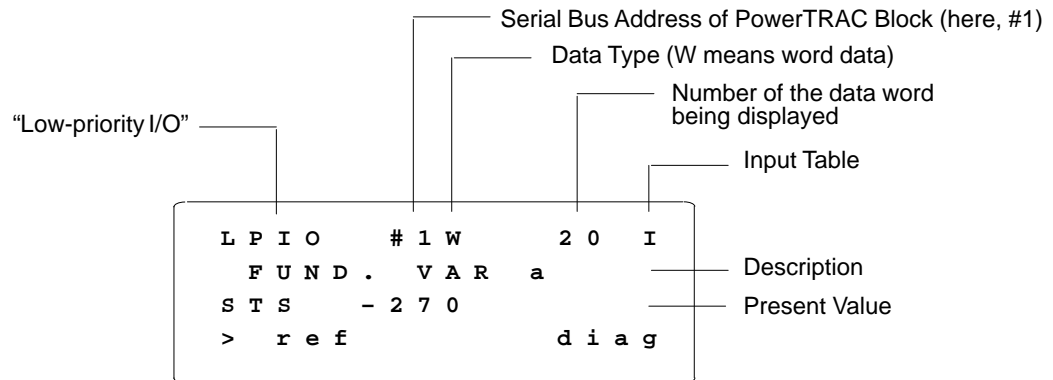 Serial Bus Address of PowerTRAC Block (here, #1)
Data Type (W means word data)
Number of the data word
being displayed
“Low-priority I/O”
Input Table
LPIO #1W 20 I
FUND. VAR a
Description
STS -270
Present Value
> ref diag